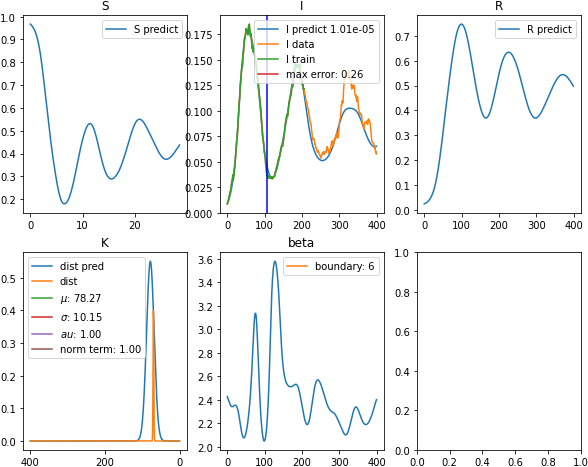 S
1.0
0.9
0.8
0.7
0.6
0.5
0.4
0.3
0.2
0 10 20
S predict
I
0.175
0.150
0.125
0.100
0.075
0.050
0.025
0.000
0 100 200 300 400
I predict 1.01e-05
I data
I train
max error: 0.26
R
0.7
0.6
0.5
0.4
0.3
0.2
0.1
0.0
0 100 200 300 400
R predict
K
0.5
0.4
0.3
0.2
0.1
0.0
400 200 0
dist pred
dist
μ: 78.27
σ: 10.15
au: 1.00
norm term: 1.00
beta
3.6
3.4
3.2
3.0
2.8
2.6
2.4
2.2
2.0
0 100 200 300 400
boundary: 6
1.0
0.8
0.6
0.4
0.2
0.0
0.0 0.2 0.4 0.6 0.8 1.0